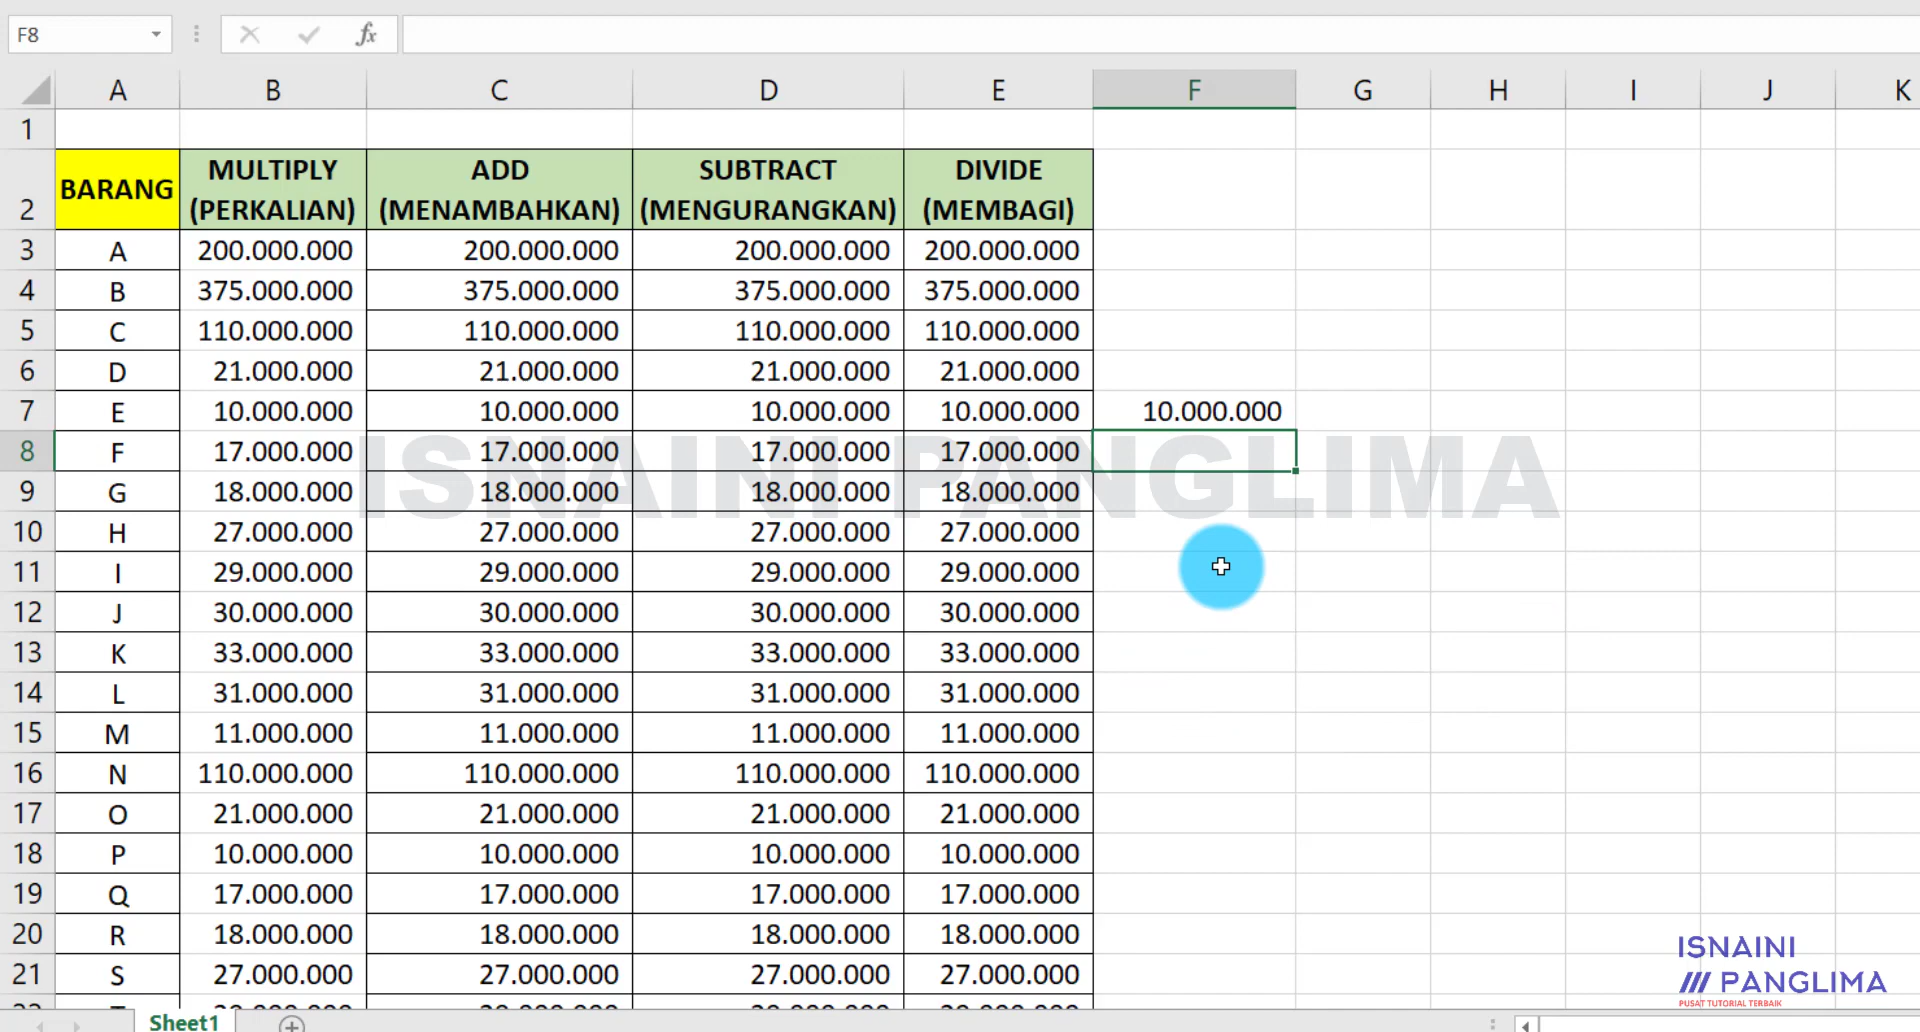 F8
fx
A B C D E F G H I J K
1
2 BARANG MULTIPLY (PERKALIAN) ADD (MENAMBAHKAN) SUBTRACT (MENGURANGKAN) DIVIDE (MEMBAGI)
3 A 200.000.000 200.000.000 200.000.000 200.000.000
4 B 375.000.000 375.000.000 375.000.000 375.000.000
5 C 110.000.000 110.000.000 110.000.000 110.000.000
6 D 21.000.000 21.000.000 21.000.000 21.000.000
7 E 10.000.000 10.000.000 10.000.000 10.000.000 10.000.000
8 F 17.000.000 17.000.000 17.000.000 17.000.000
ISNAINI PANGLIMA
9 G 18.000.000 18.000.000 18.000.000 18.000.000
10 H 27.000.000 27.000.000 27.000.000 27.000.000
11 I 29.000.000 29.000.000 29.000.000 29.000.000
12 J 30.000.000 30.000.000 30.000.000 30.000.000
13 K 33.000.000 33.000.000 33.000.000 33.000.000
14 L 31.000.000 31.000.000 31.000.000 31.000.000
15 M 11.000.000 11.000.000 11.000.000 11.000.000
16 N 110.000.000 110.000.000 110.000.000 110.000.000
17 O 21.000.000 21.000.000 21.000.000 21.000.000
18 P 10.000.000 10.000.000 10.000.000 10.000.000
19 Q 17.000.000 17.000.000 17.000.000 17.000.000
20 R 18.000.000 18.000.000 18.000.000 18.000.000
21 S 27.000.000 27.000.000 27.000.000 27.000.000
ISNAINI
PANGLIMA
PUSAT TUTORIAL TERBAIK
Sheet1